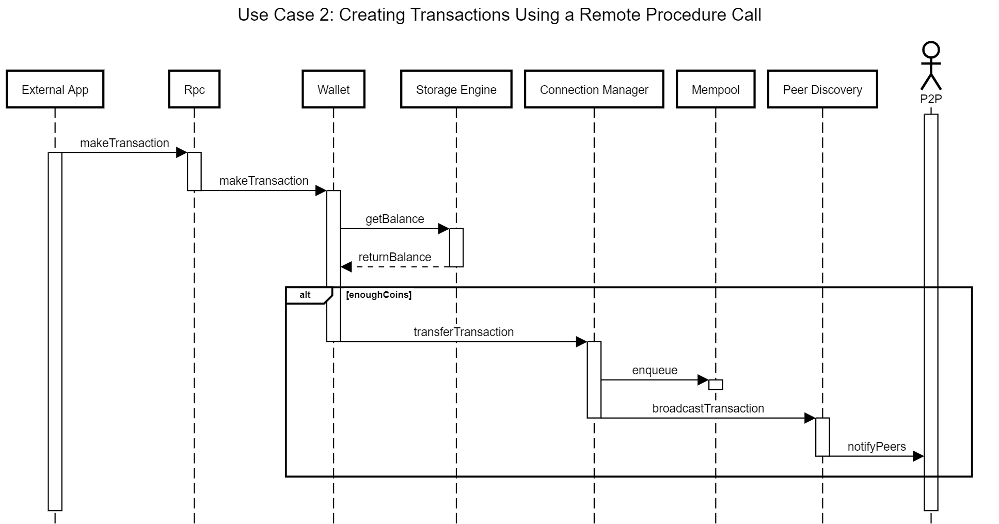 Use Case 2: Creating Transactions Using a Remote Procedure Call
External App
Rpc
Wallet
Storage Engine
Connection Manager
Mempool
Peer Discovery
P2P
makeTransaction
makeTransaction
getBalance
returnBalance
alt
[enoughCoins]
transferTransaction
enqueue
broadcastTransaction
notifyPeers